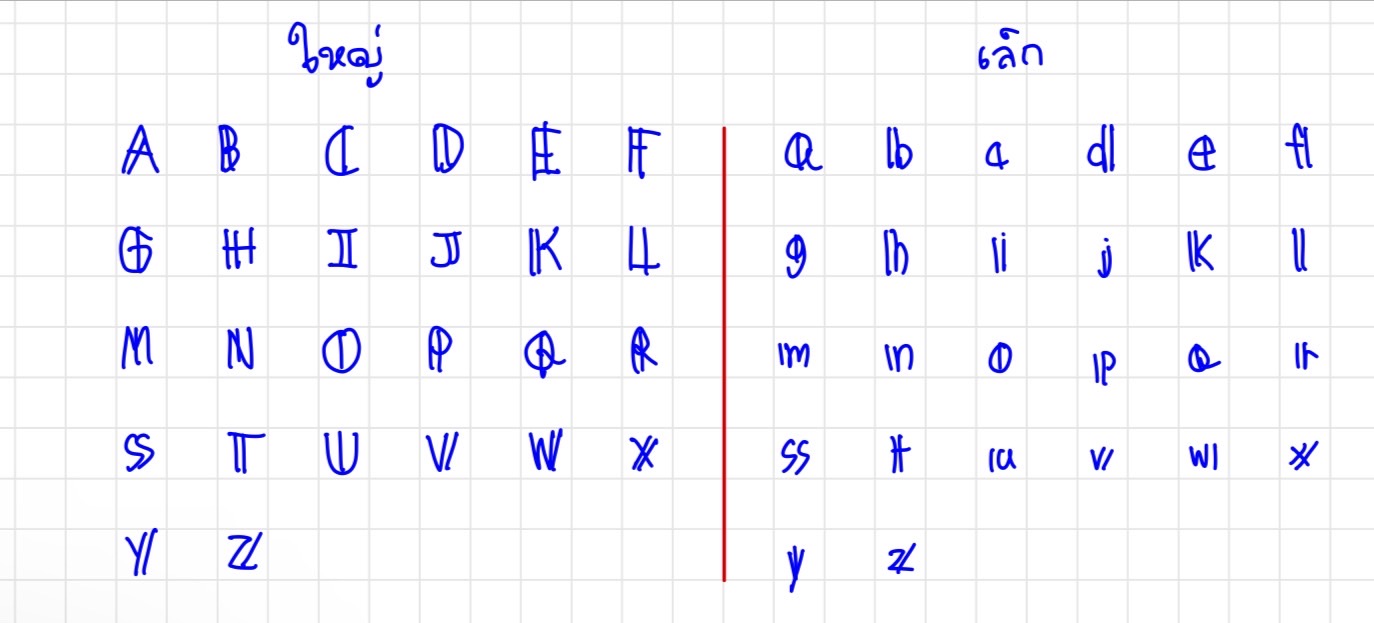 ใหญ่ เล็ก
A B C D E F a b c d e f
G H I J K L g h i j k l
M N O P Q R m n o p q r
S T U V W X s t u v w x
Y Z y z